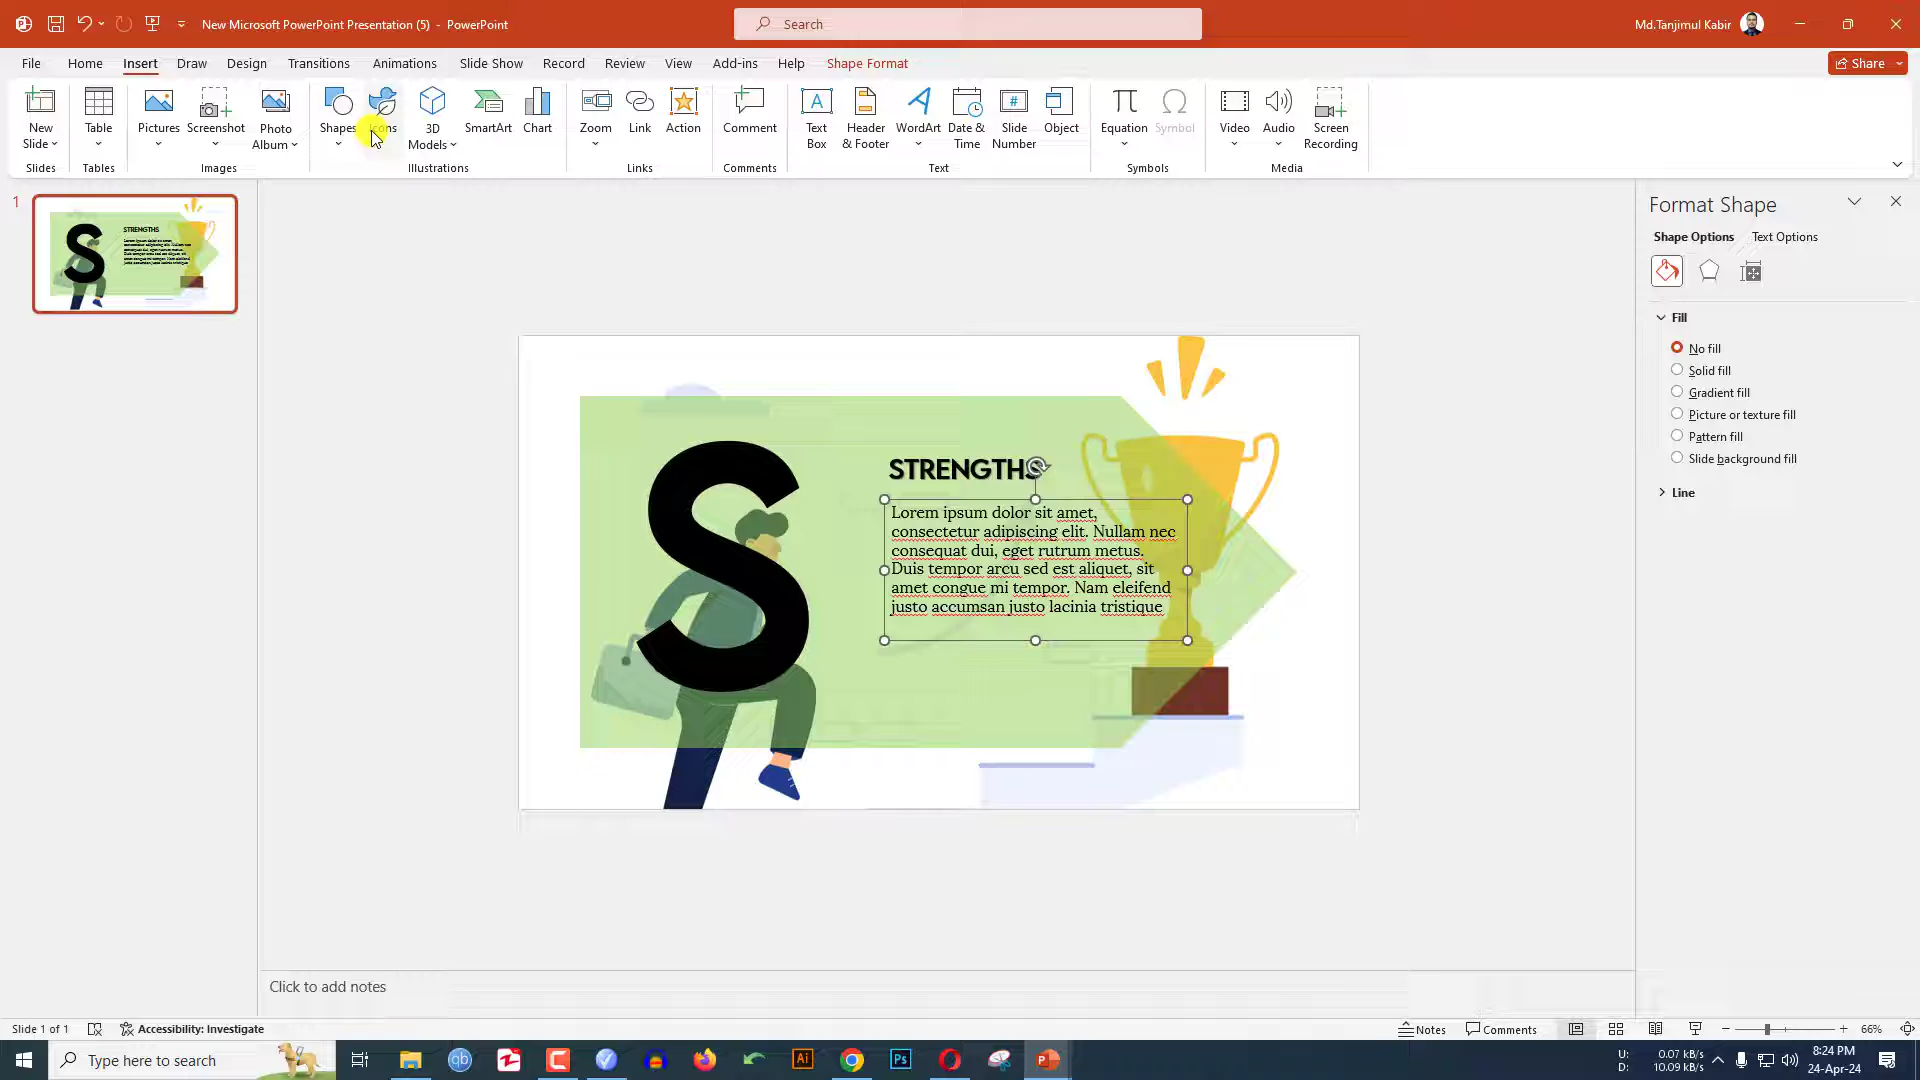 New Microsoft PowerPoint Presentation (5) - PowerPoint
Search
Md.Tanjimul Kabir
File Home Insert Draw Design Transitions Animations Slide Show Record Review View Add-ins Help Shape Format
Share
New Slide
Table
Pictures
Screenshot
Photo Album
Shapes
Icons
3D Models
SmartArt
Chart
Zoom
Link
Action
Comment
Text Box
Header & Footer
WordArt
Date & Time
Slide Number
Object
Equation
Symbol
Video
Audio
Screen Recording
Slides Tables Images Illustrations Links Comments Text Symbols Media
1
S
STRENGTHS
Lorem ipsum dolor sit amet,
consectetur adipiscing elit. Nullam nec
consequat dui, eget rutrum metus.
Duis tempor arcu sed est aliquet, sit
amet congue mi tempor. Nam eleifend
justo accumsan justo lacinia tristique
Format Shape
Shape Options Text Options
Fill
No fill
Solid fill
Gradient fill
Picture or texture fill
Pattern fill
Slide background fill
Line
Click to add notes
Slide 1 of 1
Accessibility: Investigate
Notes
Comments
66%
Type here to search
U: 0.07 kB/s
D: 10.09 kB/s
8:24 PM
24-Apr-24